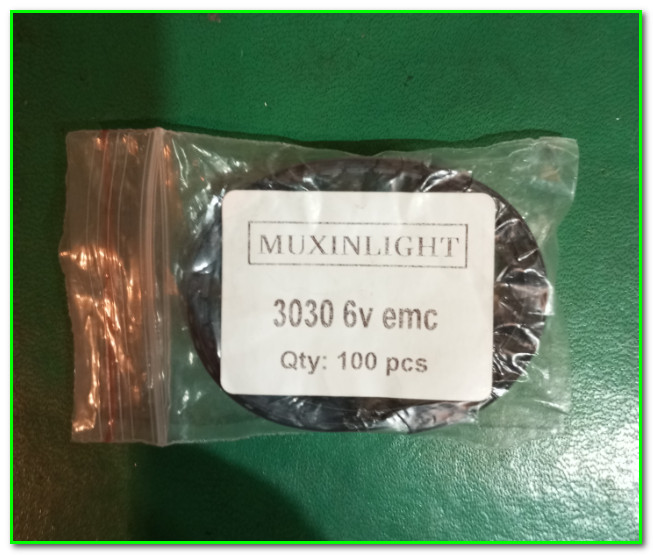 MUXINLIGHT
3030 6v emc
Qty: 100 pcs